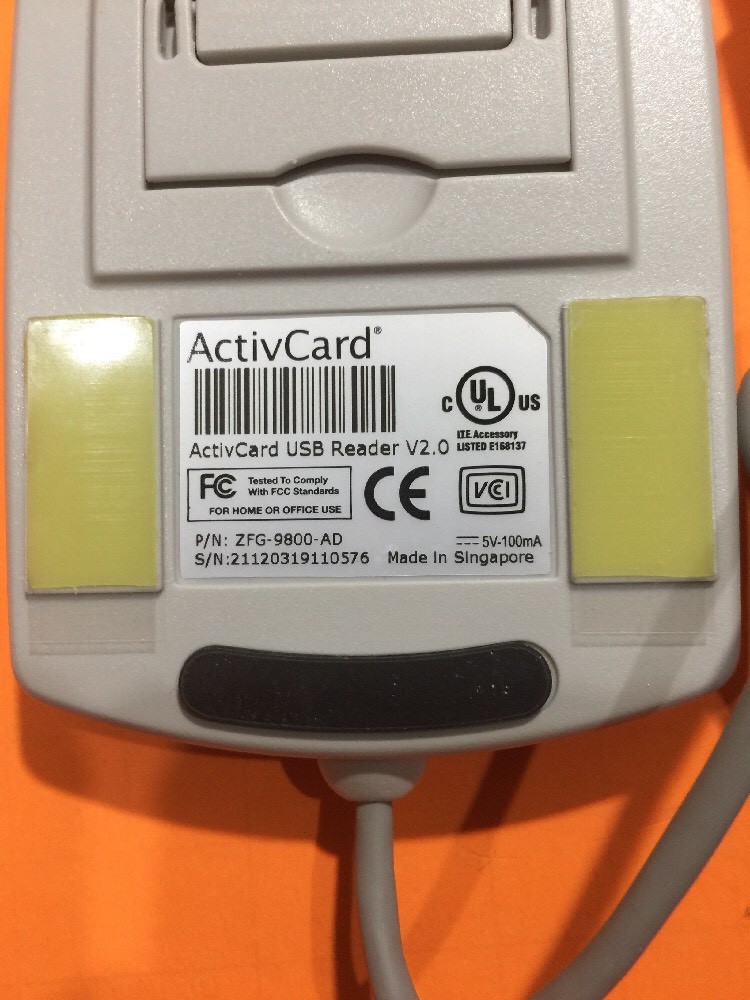 ActivCard®
ActivCard USB Reader V2.0
C UL® US
I.T.E. Accessory
LISTED E168137
FC Tested To Comply
With FCC Standards
FOR HOME OR OFFICE USE
CE
VCI
P/N: ZFG-9800-AD
5V-100mA
S/N:21120319110576 Made In Singapore